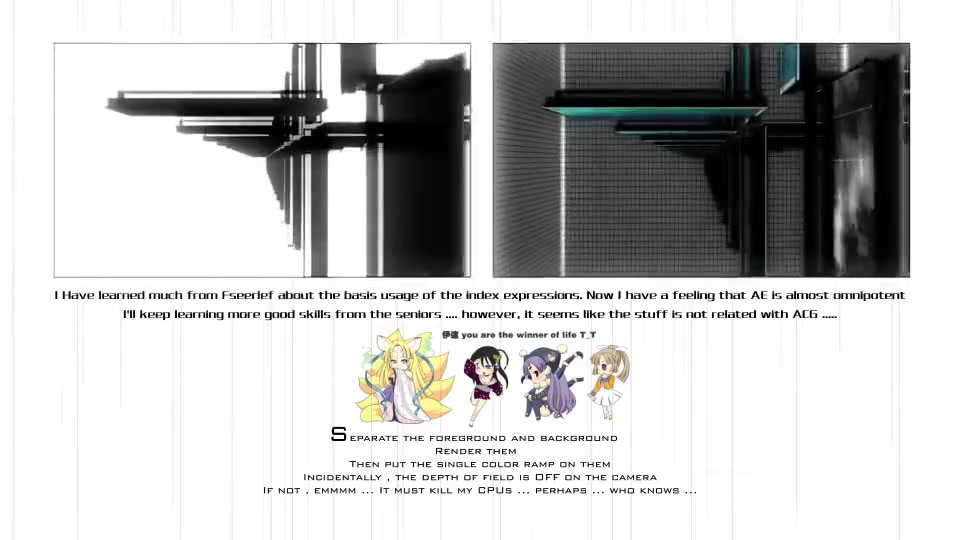 I Have learned much from Fseerlef about the basis usage of the index expressions. Now I have a feeling that AE is almost omnipotent
I'll keep learning more good skills from the seniors .... however, it seems like the stuff is not related with ACG .....
伊達 you are the winner of life T_T
Separate the foreground and background
Render them
Then put the single color ramp on them
Incidentally , the depth of field is OFF on the camera
If not , emmmm ... It must kill my CPUs ... perhaps ... who knows ...